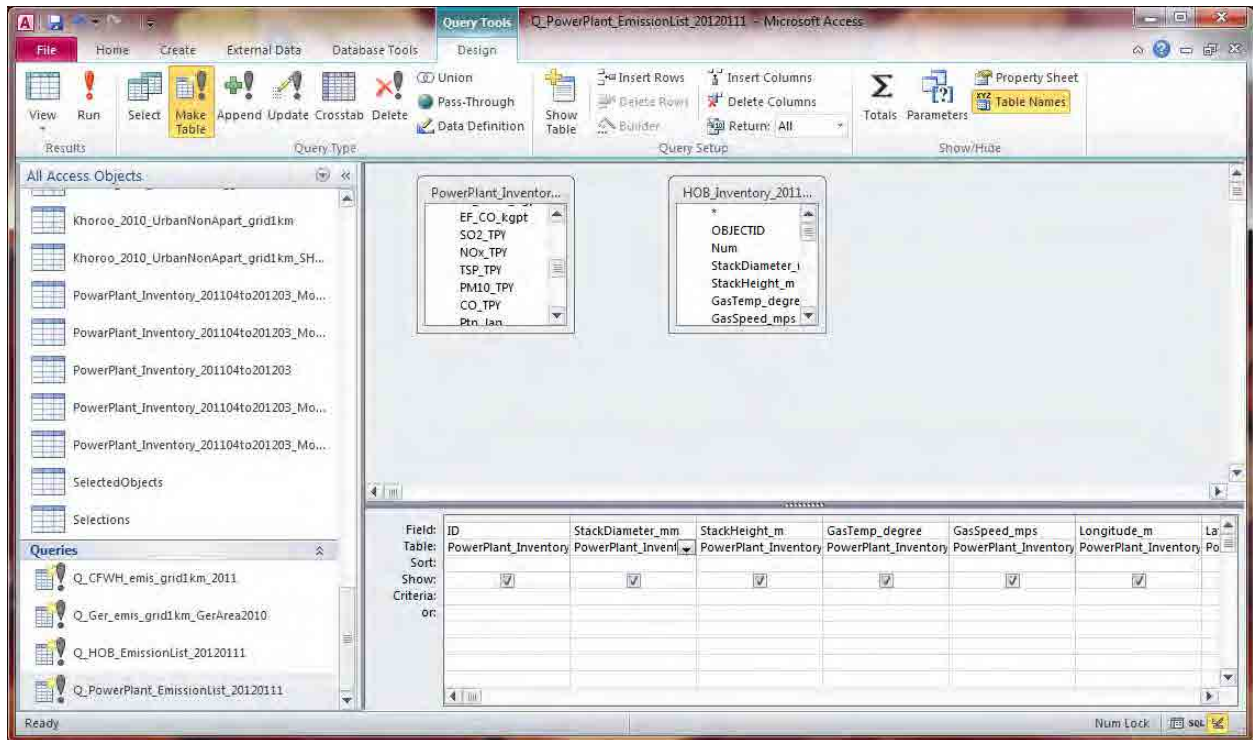 Query Tools Q_PowerPlant_EmissionList_20120111 - Microsoft Access
File Home Create External Data Database Tools Design
View Run Select Make Table Append Update Crosstab Delete
Union
Pass-Through
Data Definition
Show Table
Insert Rows
Delete Rows
Builder
Insert Columns
Delete Columns
Return: All
Totals Parameters
Property Sheet
Table Names
Results Query Type Query Setup Show/Hide
All Access Objects
Khoroo_2010_UrbanNonApart_grid1km
Khoroo_2010_UrbanNonApart_grid1km_SH...
PowarPlant_Inventory_201104to201203_Mo...
PowarPlant_Inventory_201104to201203_Mo...
PowerPlant_Inventory_201104to201203
PowerPlant_Inventory_201104to201203_Mo...
PowerPlant_Inventory_201104to201203_Mo...
SelectedObjects
Selections
Queries
Q_CFWH_emis_grid1km_2011
Q_Ger_emis_grid1km_GerArea2010
Q_HOB_EmissionList_20120111
Q_PowerPlant_EmissionList_20120111
PowerPlant_Inventor...
EF_CO_kgpt
SO2_TPY
NOx_TPY
TSP_TPY
PM10_TPY
CO_TPY
Ptn_Jan
HOB_Inventory_2011...
*
OBJECTID
Num
StackDiameter_
StackHeight_m
GasTemp_degre
GasSpeed_mps
Field: ID StackDiameter_mm StackHeight_m GasTemp_degree GasSpeed_mps Longitude_m La
Table: PowerPlant_Inventory PowerPlant_Invent PowerPlant_Inventory PowerPlant_Inventory PowerPlant_Inventory PowerPlant_Inventory Po
Sort:
Show:
Criteria:
or:
Ready Num Lock SQL